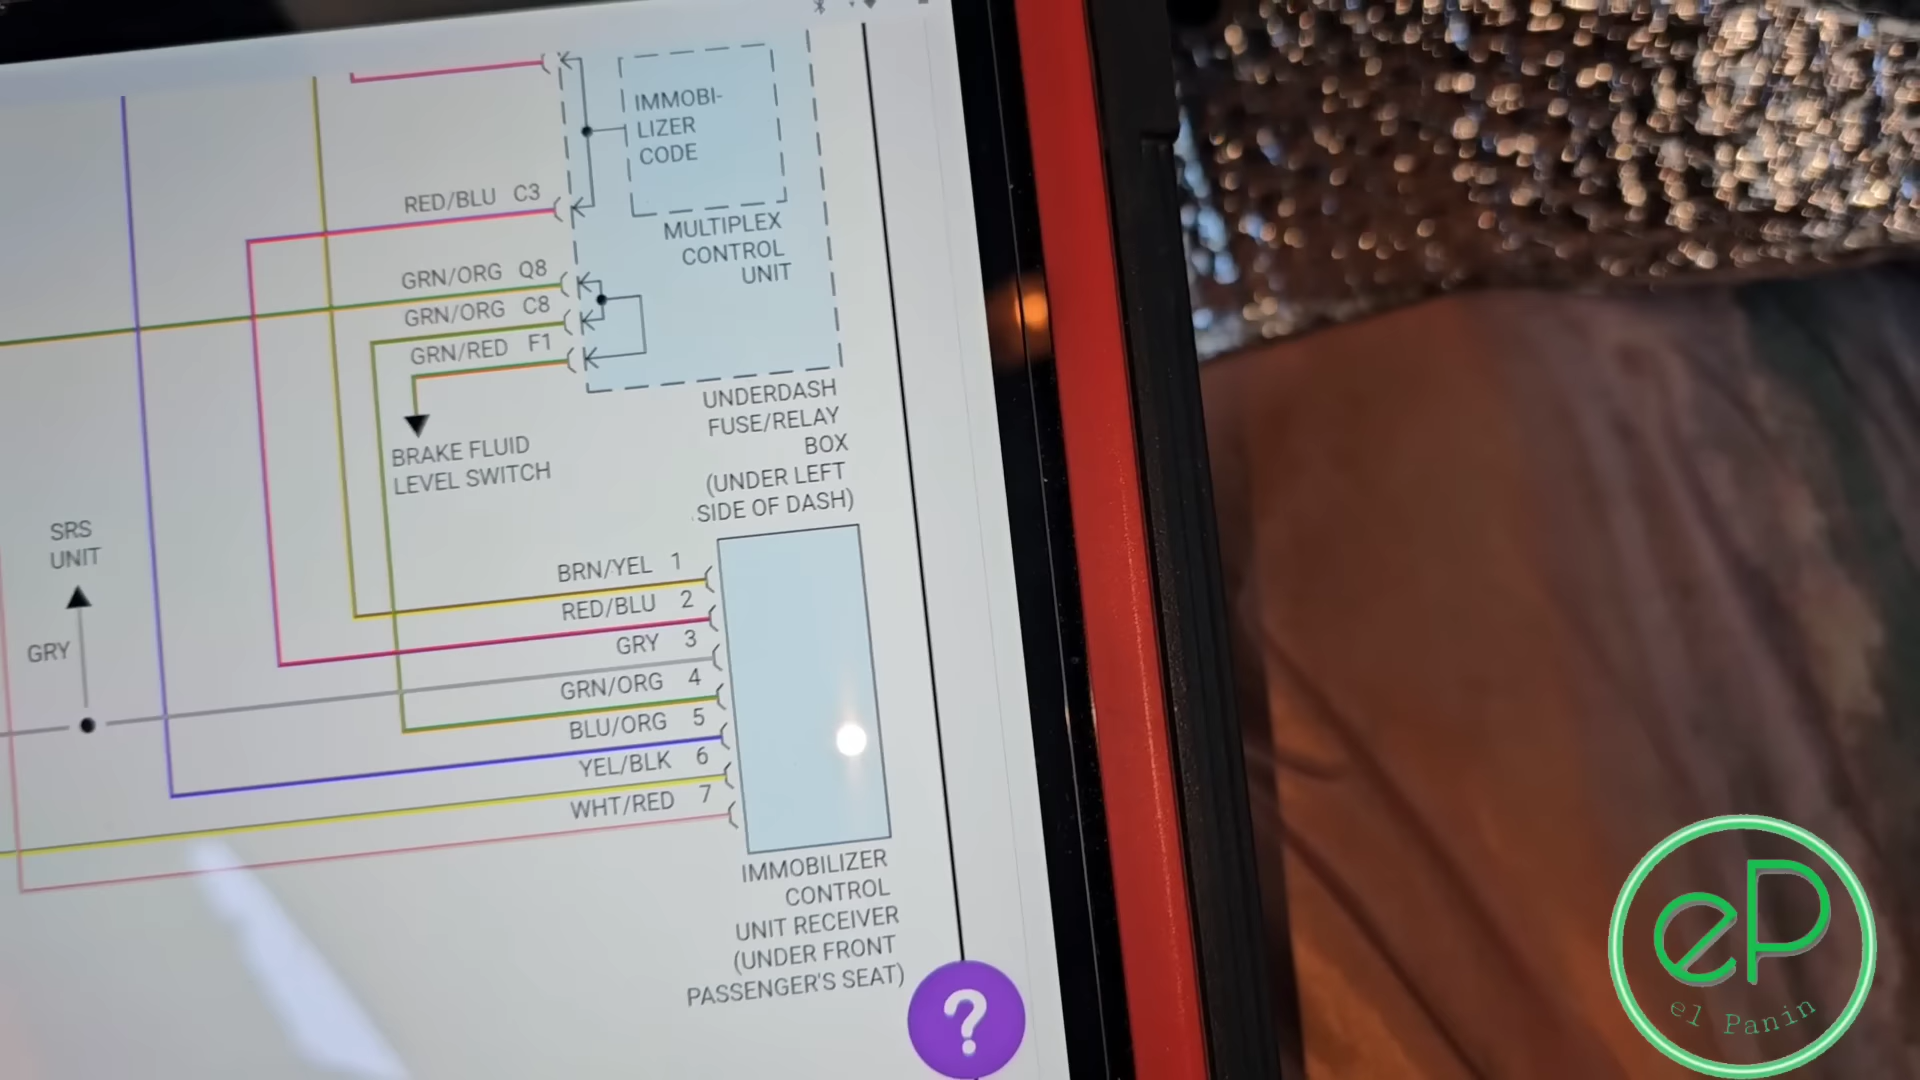 IMMOBI-
LIZER
CODE
RED/BLU C3
MULTIPLEX
CONTROL
UNIT
GRN/ORG Q8
GRN/ORG C8
GRN/RED F1
UNDERDASH
FUSE/RELAY
BOX
(UNDER LEFT
SIDE OF DASH)
BRAKE FLUID
LEVEL SWITCH
SRS
UNIT
GRY
BRN/YEL 1
RED/BLU 2
GRY 3
GRN/ORG 4
BLU/ORG 5
YEL/BLK 6
WHT/RED 7
IMMOBILIZER
CONTROL
UNIT RECEIVER
(UNDER FRONT
PASSENGER'S SEAT)
?
eP
el Panin